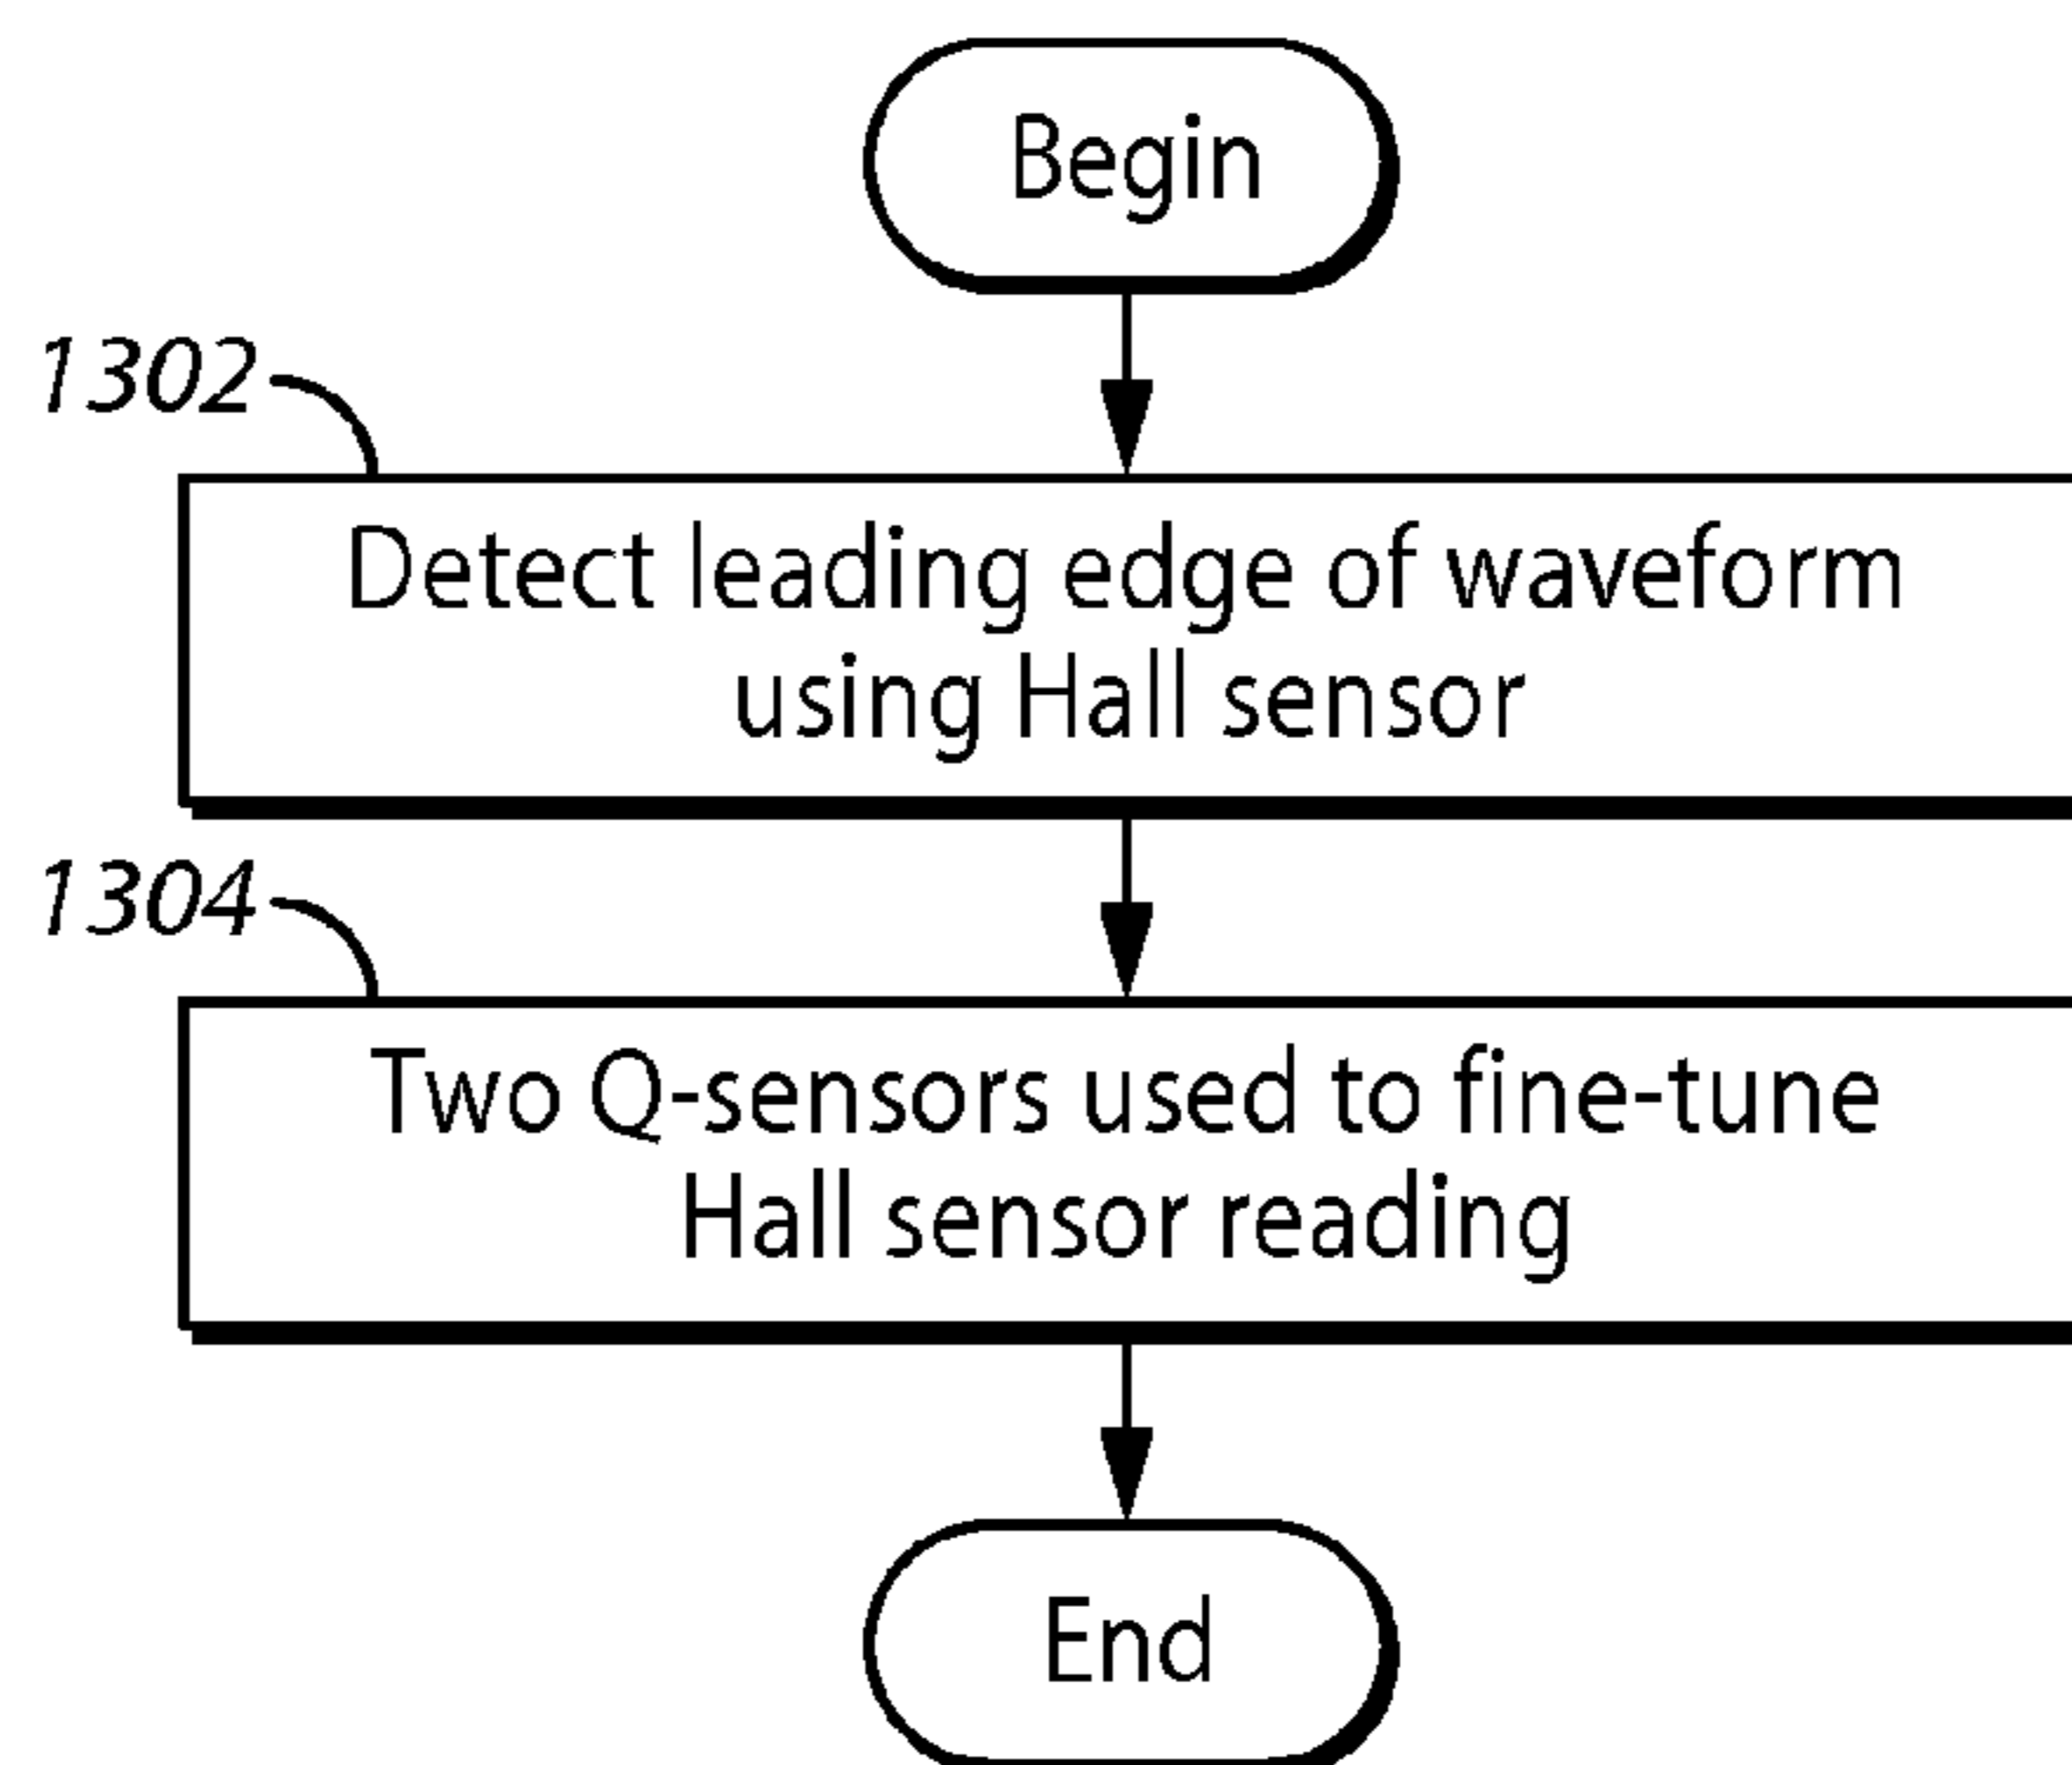 Begin
1302
Detect leading edge of waveform
using Hall sensor
1304
Two Q-sensors used to fine-tune
Hall sensor reading
End